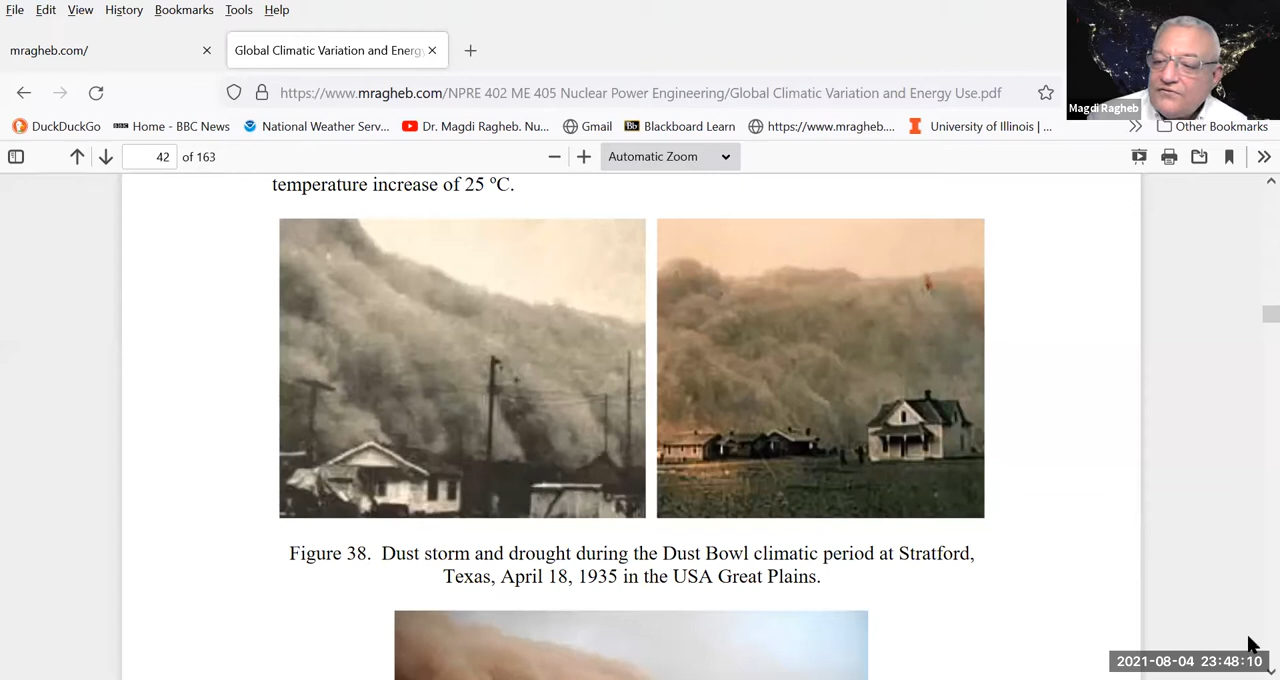 File Edit View History Bookmarks Tools Help
mragheb.com/ Global Climatic Variation and Energ
https://www.mragheb.com/NPRE 402 ME 405 Nuclear Power Engineering/Global Climatic Variation and Energy Use.pdf
Magdi Ragheb
DuckDuckGo BBC Home - BBC News National Weather Serv... Dr. Magdi Ragheb. Nu... Gmail Bb Blackboard Learn https://www.mragheb.... I University of Illinois |... Other Bookmarks
42 of 163 Automatic Zoom
temperature increase of 25 ºC.
Figure 38. Dust storm and drought during the Dust Bowl climatic period at Stratford,
Texas, April 18, 1935 in the USA Great Plains.
2021-08-04 23:48:10